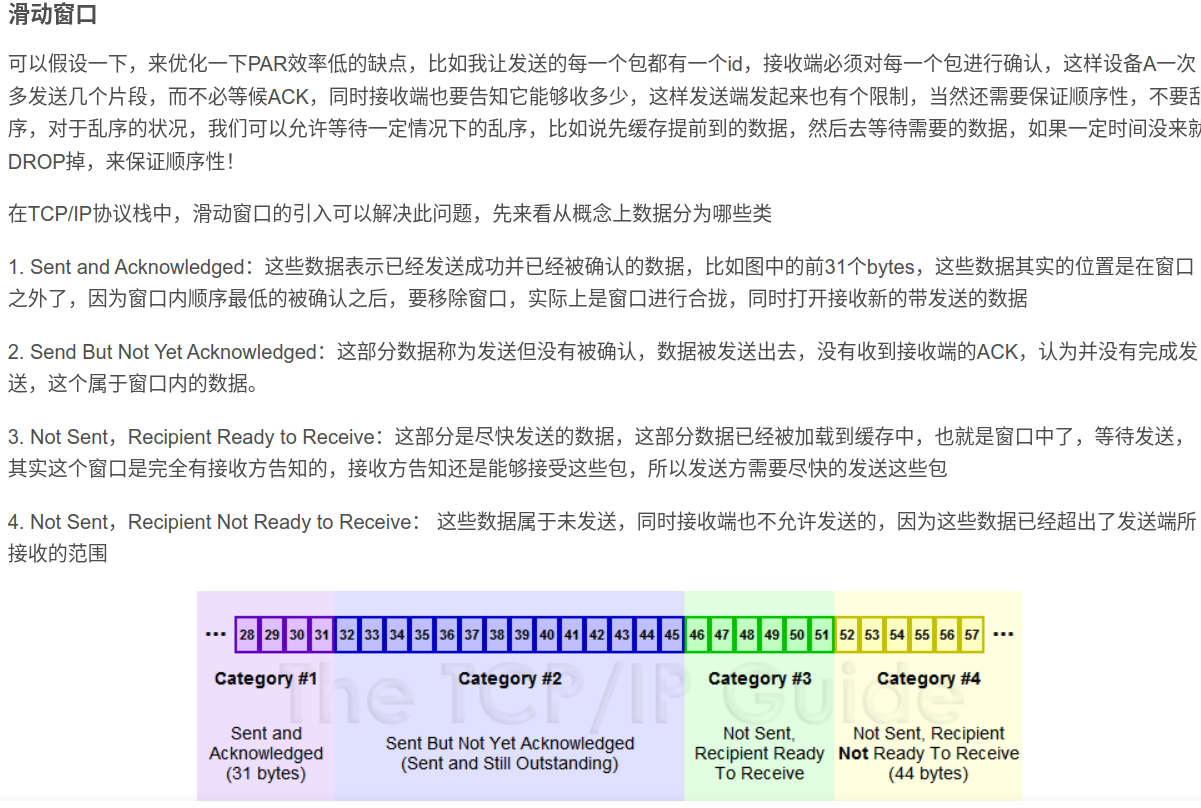 滑动窗口
可以假设一下，来优化一下PAR效率低的缺点，比如我让发送的每一个包都有一个id，接收端必须对每一个包进行确认，这样设备A一次
多发送几个片段，而不必等候ACK，同时接收端也要告知它能够收多少，这样发送端发起来也有个限制，当然还需要保证顺序性，不要乱
序，对于乱序的状况，我们可以允许等待一定情况下的乱序，比如说先缓存提前到的数据，然后去等待需要的数据，如果一定时间没来就
DROP掉，来保证顺序性！
在TCP/IP协议栈中，滑动窗口的引入可以解决此问题，先来看从概念上数据分为哪些类
1. Sent and Acknowledged：这些数据表示已经发送成功并已经被确认的数据，比如图中的前31个bytes，这些数据其实的位置是在窗口
之外了，因为窗口内顺序最低的被确认之后，要移除窗口，实际上是窗口进行合拢，同时打开接收新的带发送的数据
2. Send But Not Yet Acknowledged：这部分数据称为发送但没有被确认，数据被发送出去，没有收到接收端的ACK，认为并没有完成发
送，这个属于窗口内的数据。
3. Not Sent，Recipient Ready to Receive：这部分是尽快发送的数据，这部分数据已经被加载到缓存中，也就是窗口中了，等待发送，
其实这个窗口是完全有接收方告知的，接收方告知还是能够接受这些包，所以发送方需要尽快的发送这些包
4. Not Sent，Recipient Not Ready to Receive： 这些数据属于未发送，同时接收端也不允许发送的，因为这些数据已经超出了发送端所
接收的范围
... 28 29 30 31 32 33 34 35 36 37 38 39 40 41 42 43 44 45 46 47 48 49 50 51 52 53 54 55 56 57 ...
The TCP/IP Guide
Category #1 Category #2 Category #3 Category #4
Sent and
Acknowledged
(31 bytes)
Sent But Not Yet Acknowledged
(Sent and Still Outstanding)
Not Sent,
Recipient Ready
To Receive
Not Sent, Recipient
Not Ready To Receive
(44 bytes)